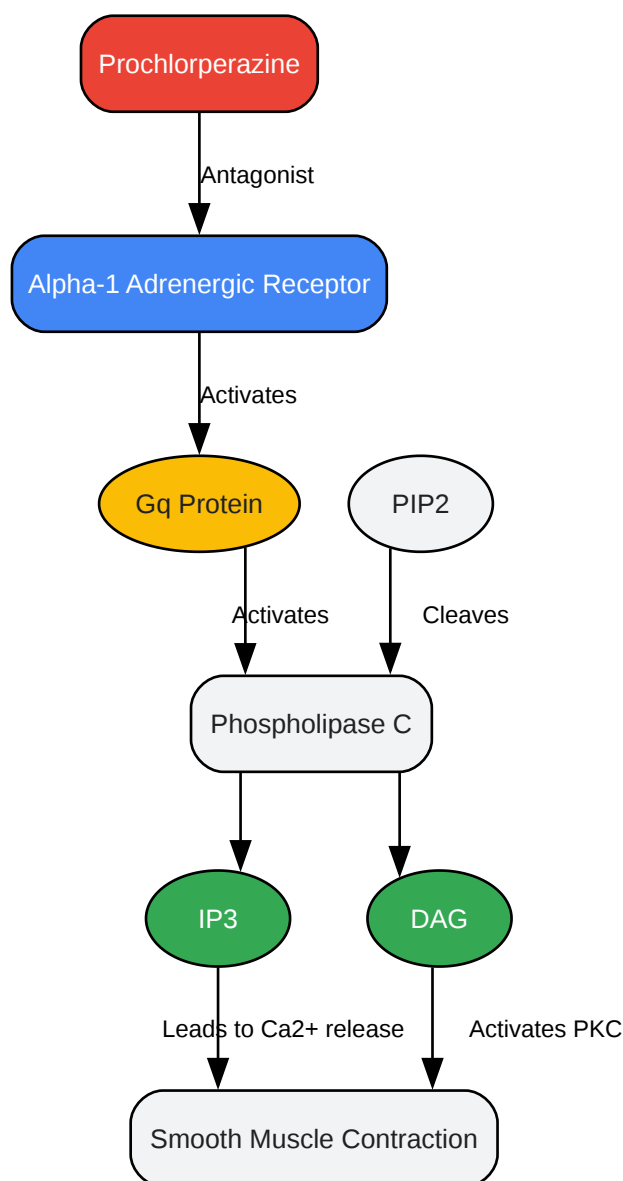 Prochlorperazine
Antagonist
Alpha-1 Adrenergic Receptor
Activates
Gq Protein
PIP2
Activates
Cleaves
Phospholipase C
IP3
DAG
Leads to Ca2+ release
Activates PKC
Smooth Muscle Contraction